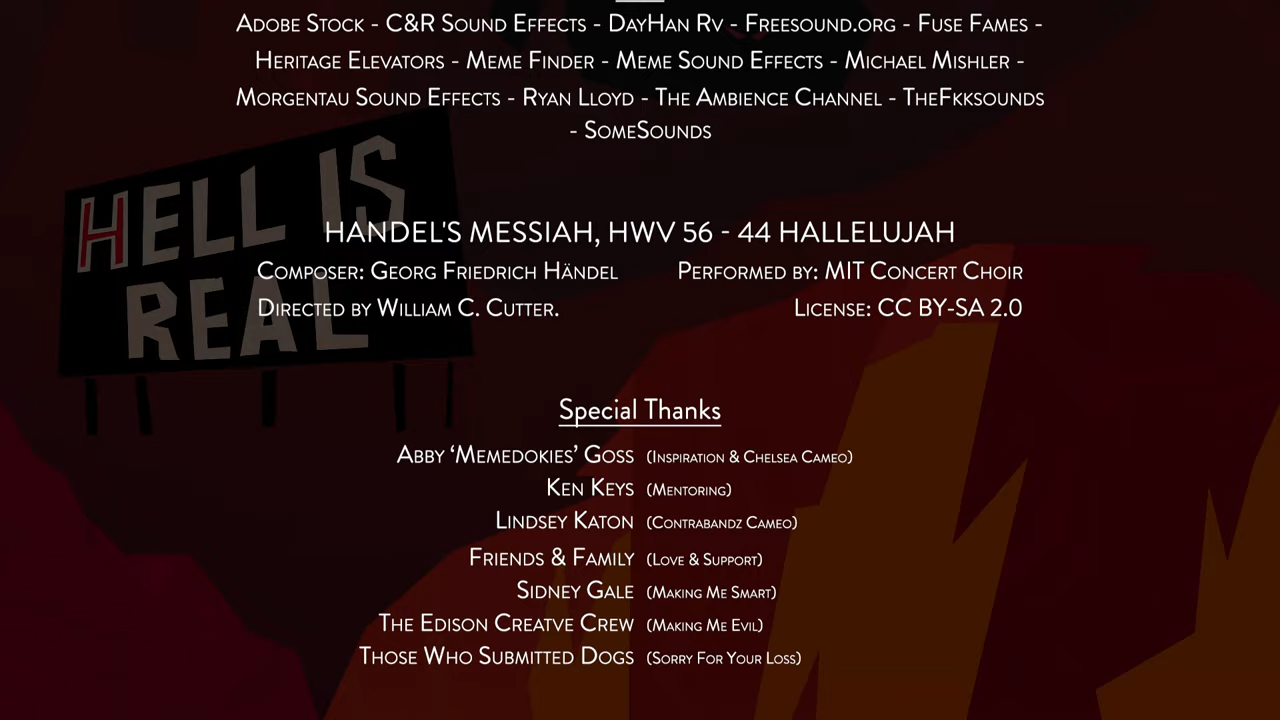 Adobe Stock - C&R Sound Effects - DayHan Rv - Freesound.org - Fuse Fames -
Heritage Elevators - Meme Finder - Meme Sound Effects - Michael Mishler -
Morgentau Sound Effects - Ryan Lloyd - The Ambience Channel - TheFkksounds
- SomeSounds
HELL IS
REAL
HANDEL'S MESSIAH, HWV 56 - 44 HALLELUJAH
Composer: Georg Friedrich Händel Performed by: MIT Concert Choir
Directed by William C. Cutter. License: CC BY-SA 2.0
Special Thanks
Abby ‘Memedokies’ Goss (Inspiration & Chelsea Cameo)
Ken Keys (Mentoring)
Lindsey Katon (Contrabandz Cameo)
Friends & Family (Love & Support)
Sidney Gale (Making Me Smart)
The Edison Creatve Crew (Making Me Evil)
Those Who Submitted Dogs (Sorry For Your Loss)